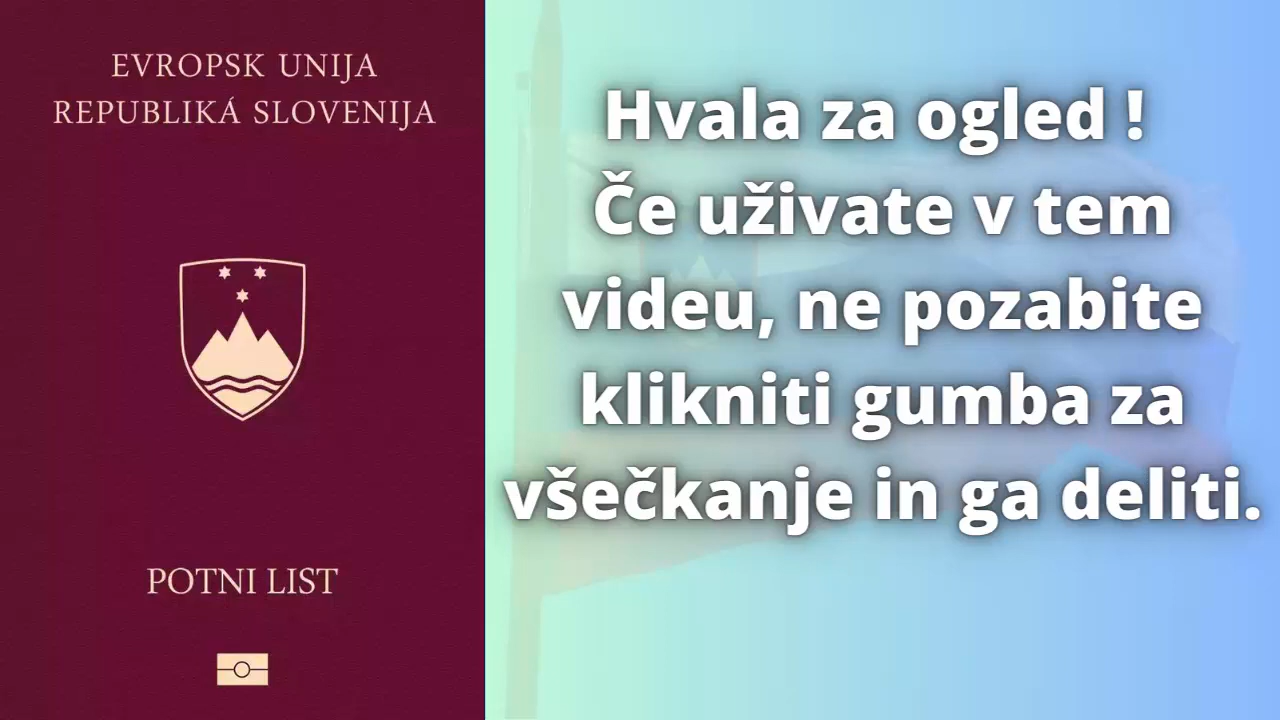 EVROPSK UNIJA
REPUBLIKÁ SLOVENIJA
POTNI LIST
Hvala za ogled !
Če uživate v tem
videu, ne pozabite
klikniti gumba za
všečkanje in ga deliti.